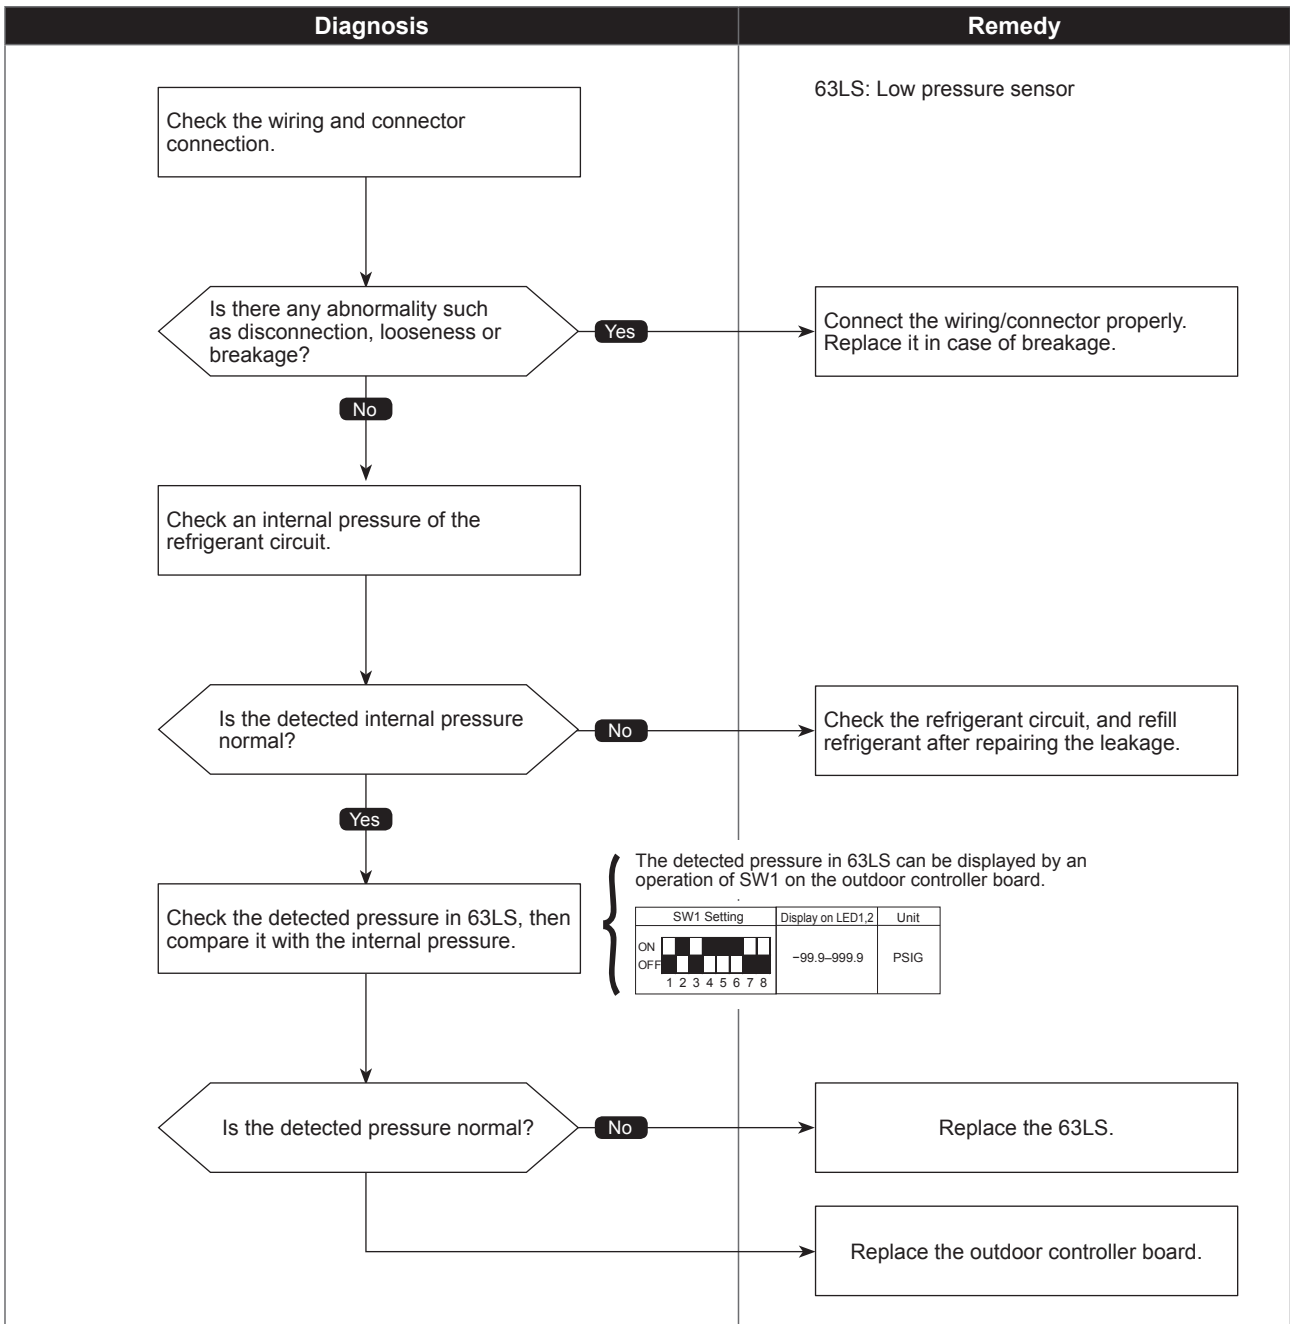 Diagnosis
Remedy
63LS: Low pressure sensor
Check the wiring and connector
connection.
Is there any abnormality such
as disconnection, looseness or
breakage?
Yes
Connect the wiring/connector properly.
Replace it in case of breakage.
No
Check an internal pressure of the
refrigerant circuit.
Is the detected internal pressure
normal?
No
Check the refrigerant circuit, and refill
refrigerant after repairing the leakage.
Yes
The detected pressure in 63LS can be displayed by an
operation of SW1 on the outdoor controller board.
Check the detected pressure in 63LS, then
compare it with the internal pressure.
SW1 Setting
Display on LED1,2
Unit
ON
OFF
1 2 3 4 5 6 7 8
−99.9–999.9
PSIG
Is the detected pressure normal?
No
Replace the 63LS.
Replace the outdoor controller board.